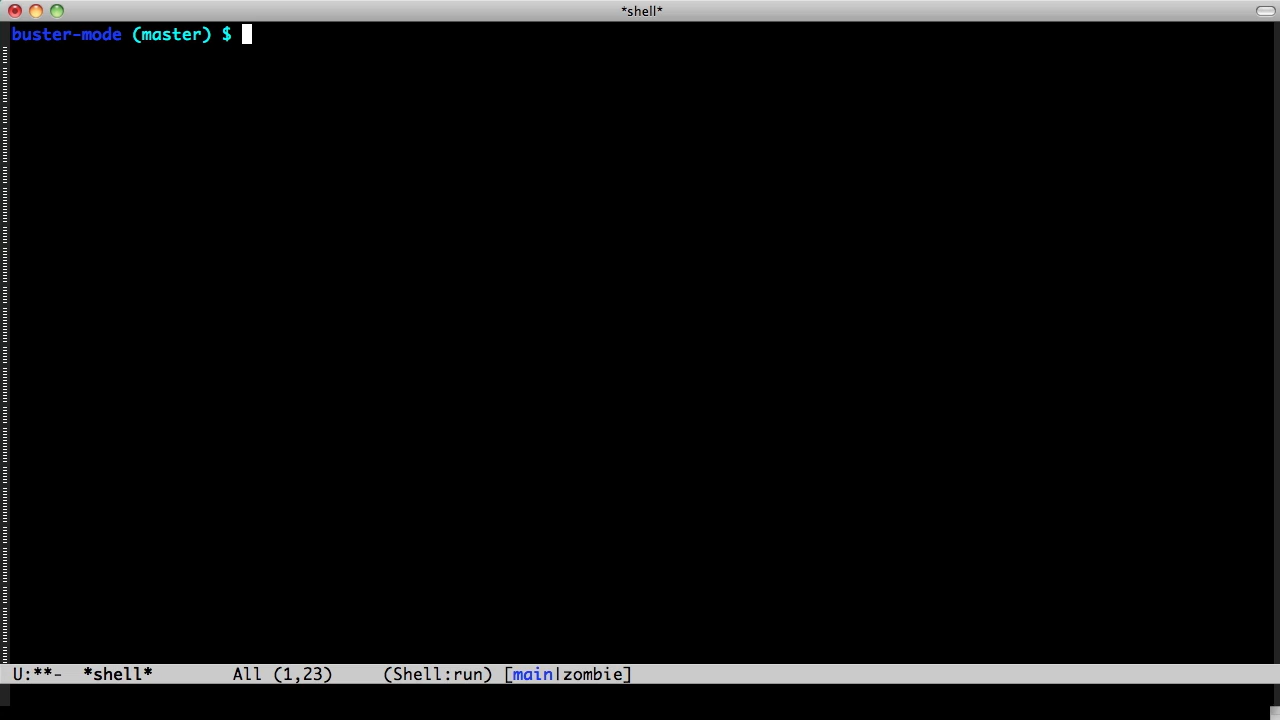 *shell*
buster-mode (master) $
U:**-  *shell*        All (1,23)     (Shell:run) [main|zombie]